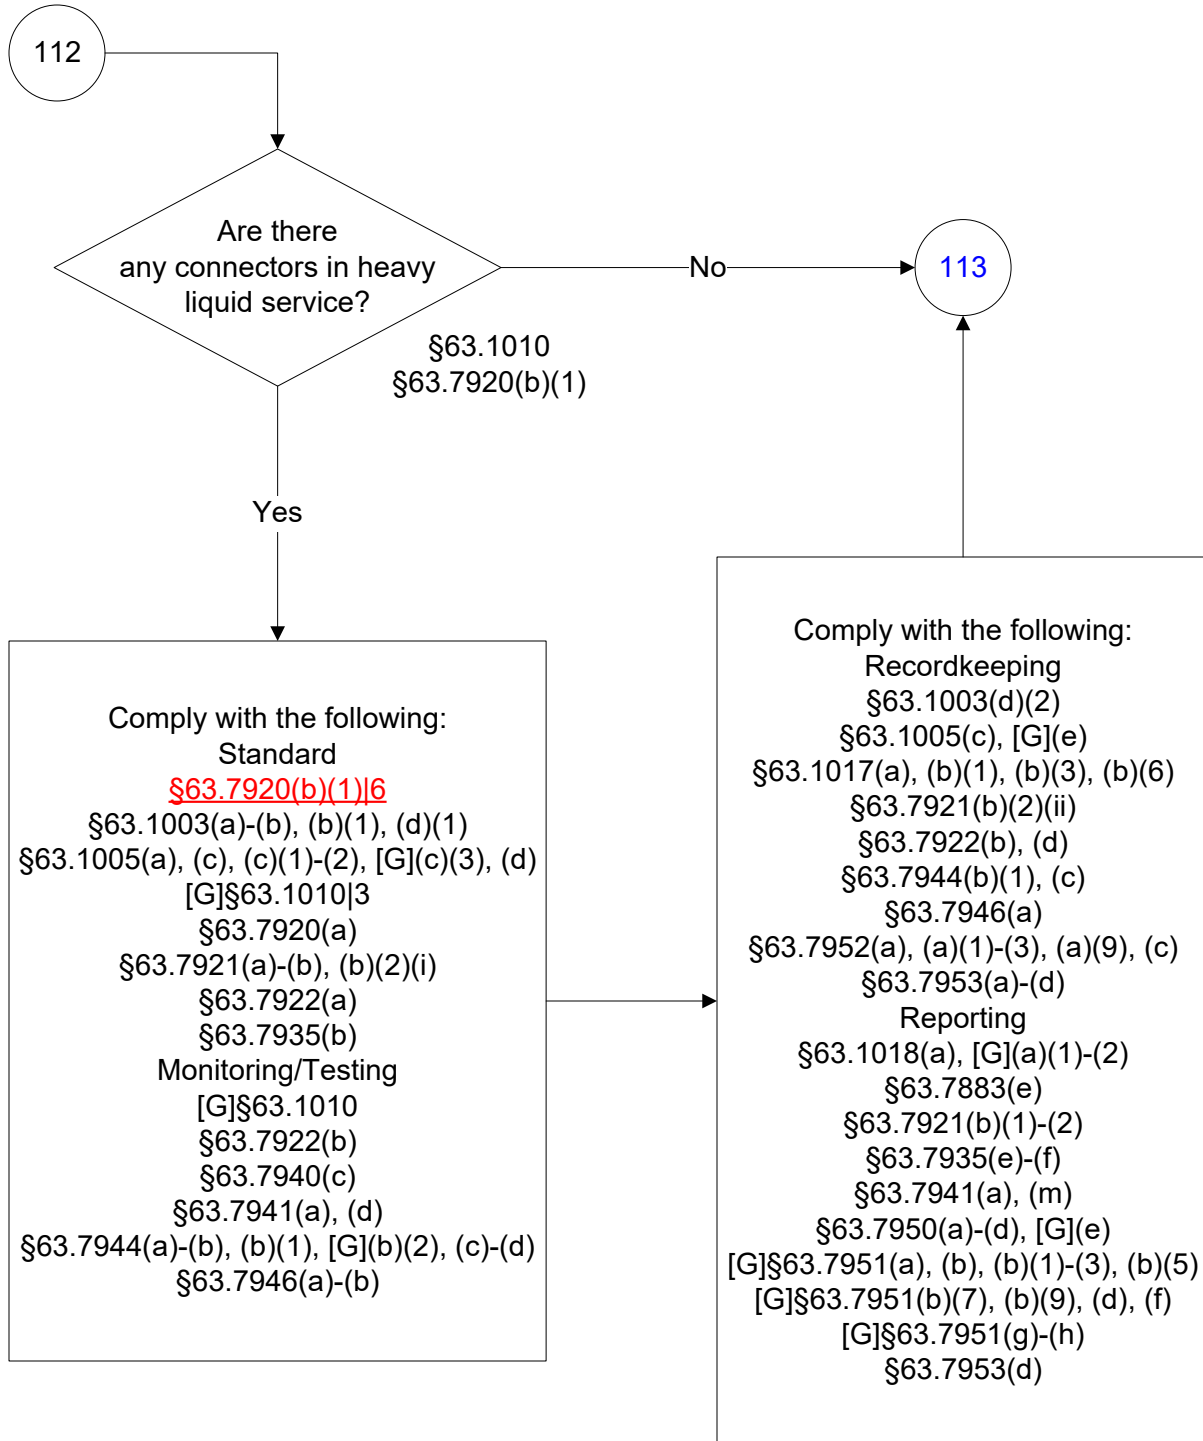 112
Are there
any connectors in heavy
liquid service?
No
113
§63.1010
§63.7920(b)(1)
Yes
Comply with the following:
Standard
§63.7920(b)(1)|6
§63.1003(a)-(b), (b)(1), (d)(1)
§63.1005(a), (c), (c)(1)-(2), [G](c)(3), (d)
[G]§63.1010|3
§63.7920(a)
§63.7921(a)-(b), (b)(2)(i)
§63.7922(a)
§63.7935(b)
Monitoring/Testing
[G]§63.1010
§63.7922(b)
§63.7940(c)
§63.7941(a), (d)
§63.7944(a)-(b), (b)(1), [G](b)(2), (c)-(d)
§63.7946(a)-(b)
Comply with the following:
Recordkeeping
§63.1003(d)(2)
§63.1005(c), [G](e)
§63.1017(a), (b)(1), (b)(3), (b)(6)
§63.7921(b)(2)(ii)
§63.7922(b), (d)
§63.7944(b)(1), (c)
§63.7946(a)
§63.7952(a), (a)(1)-(3), (a)(9), (c)
§63.7953(a)-(d)
Reporting
§63.1018(a), [G](a)(1)-(2)
§63.7883(e)
§63.7921(b)(1)-(2)
§63.7935(e)-(f)
§63.7941(a), (m)
§63.7950(a)-(d), [G](e)
[G]§63.7951(a), (b), (b)(1)-(3), (b)(5)
[G]§63.7951(b)(7), (b)(9), (d), (f)
[G]§63.7951(g)-(h)
§63.7953(d)